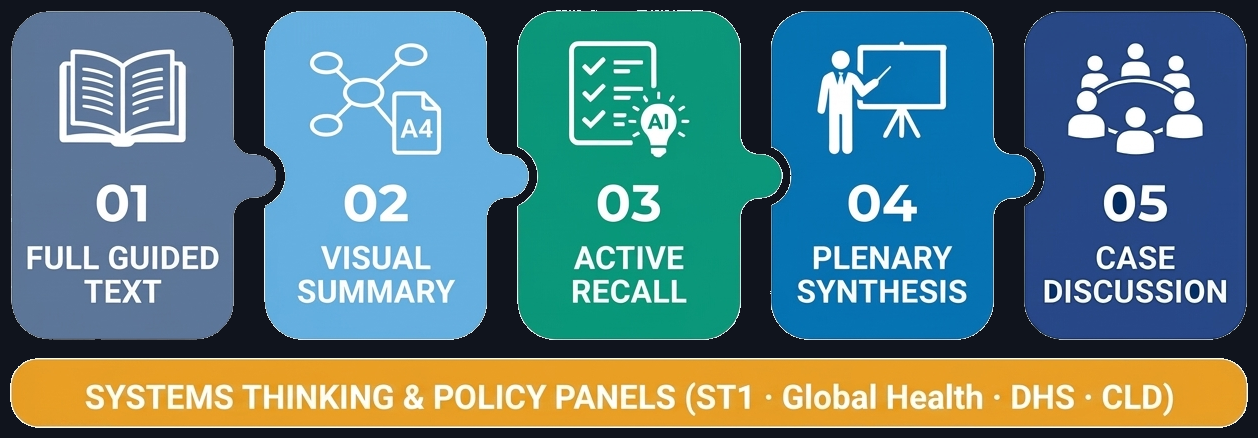 A4
AI
01
FULL GUIDED
TEXT
02
VISUAL
SUMMARY
03
ACTIVE
RECALL
04
PLENARY
SYNTHESIS
05
CASE
DISCUSSION
SYSTEMS THINKING & POLICY PANELS (ST1 · Global Health · DHS · CLD)